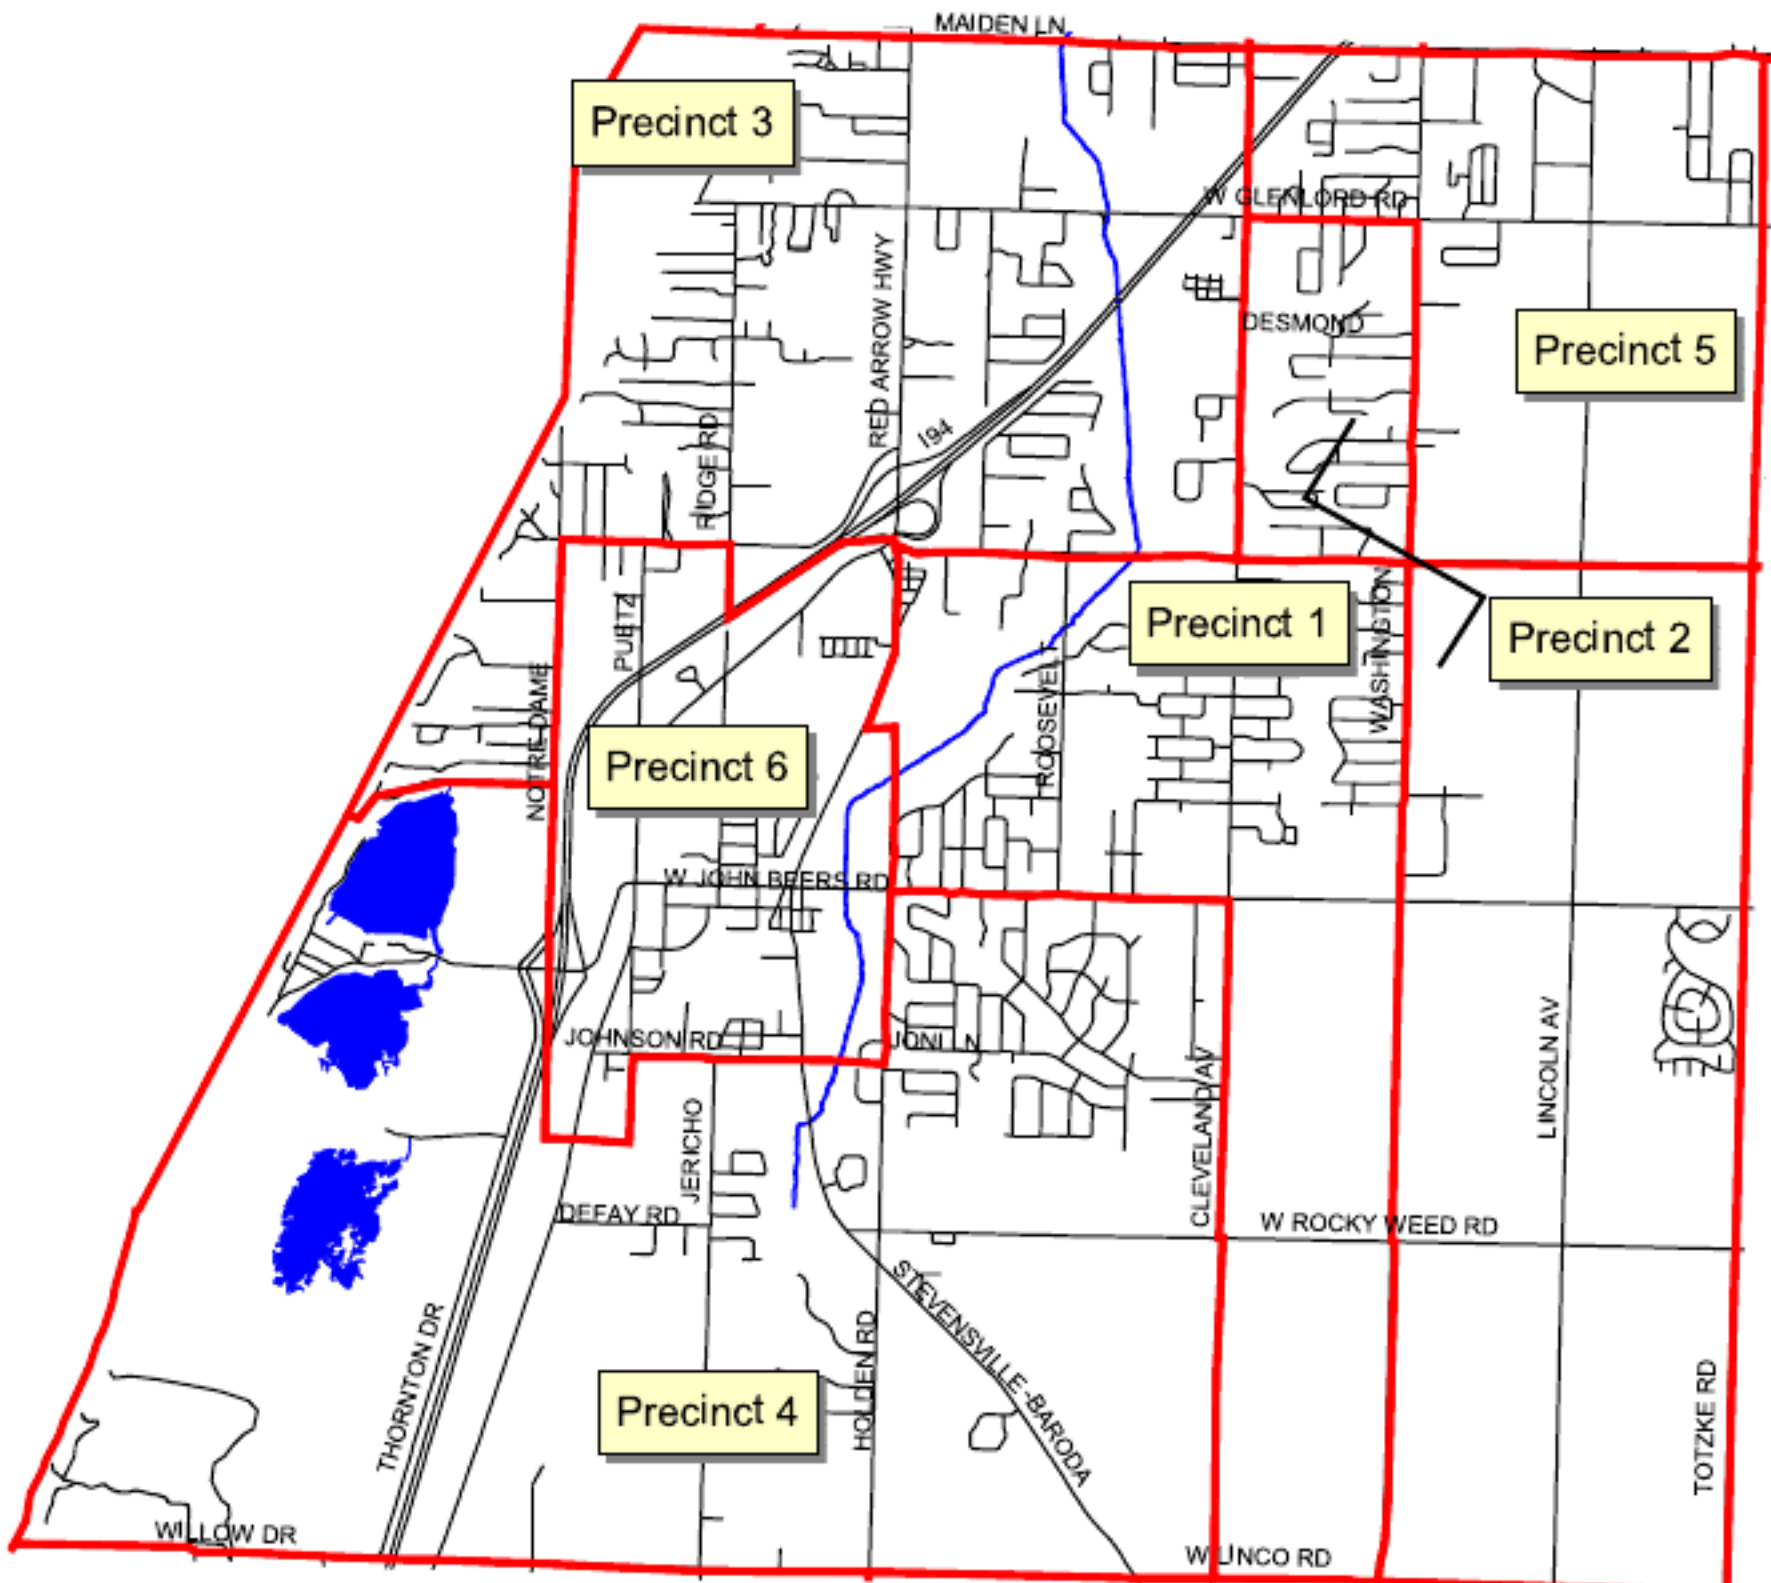 MAIDEN LN
Precinct 3
W GLENLORD RD
RED ARROW HWY
DESMOND
Precinct 5
I94
RIDGE RD
PUETZ
Precinct 1
WASHINGTON
Precinct 2
NOTRE DAME
ROOSEVELT
Precinct 6
W JOHN BEERS RD
JOHNSON RD
JONI LN
CLEVELAND AV
LINCOLN AV
JERICHO
DEFAY RD
W ROCKY WEED RD
STEVENSVILLE-BARODA
THORNTON DR
HOLDEN RD
Precinct 4
TOTZKE RD
WILLOW DR
W LINCO RD